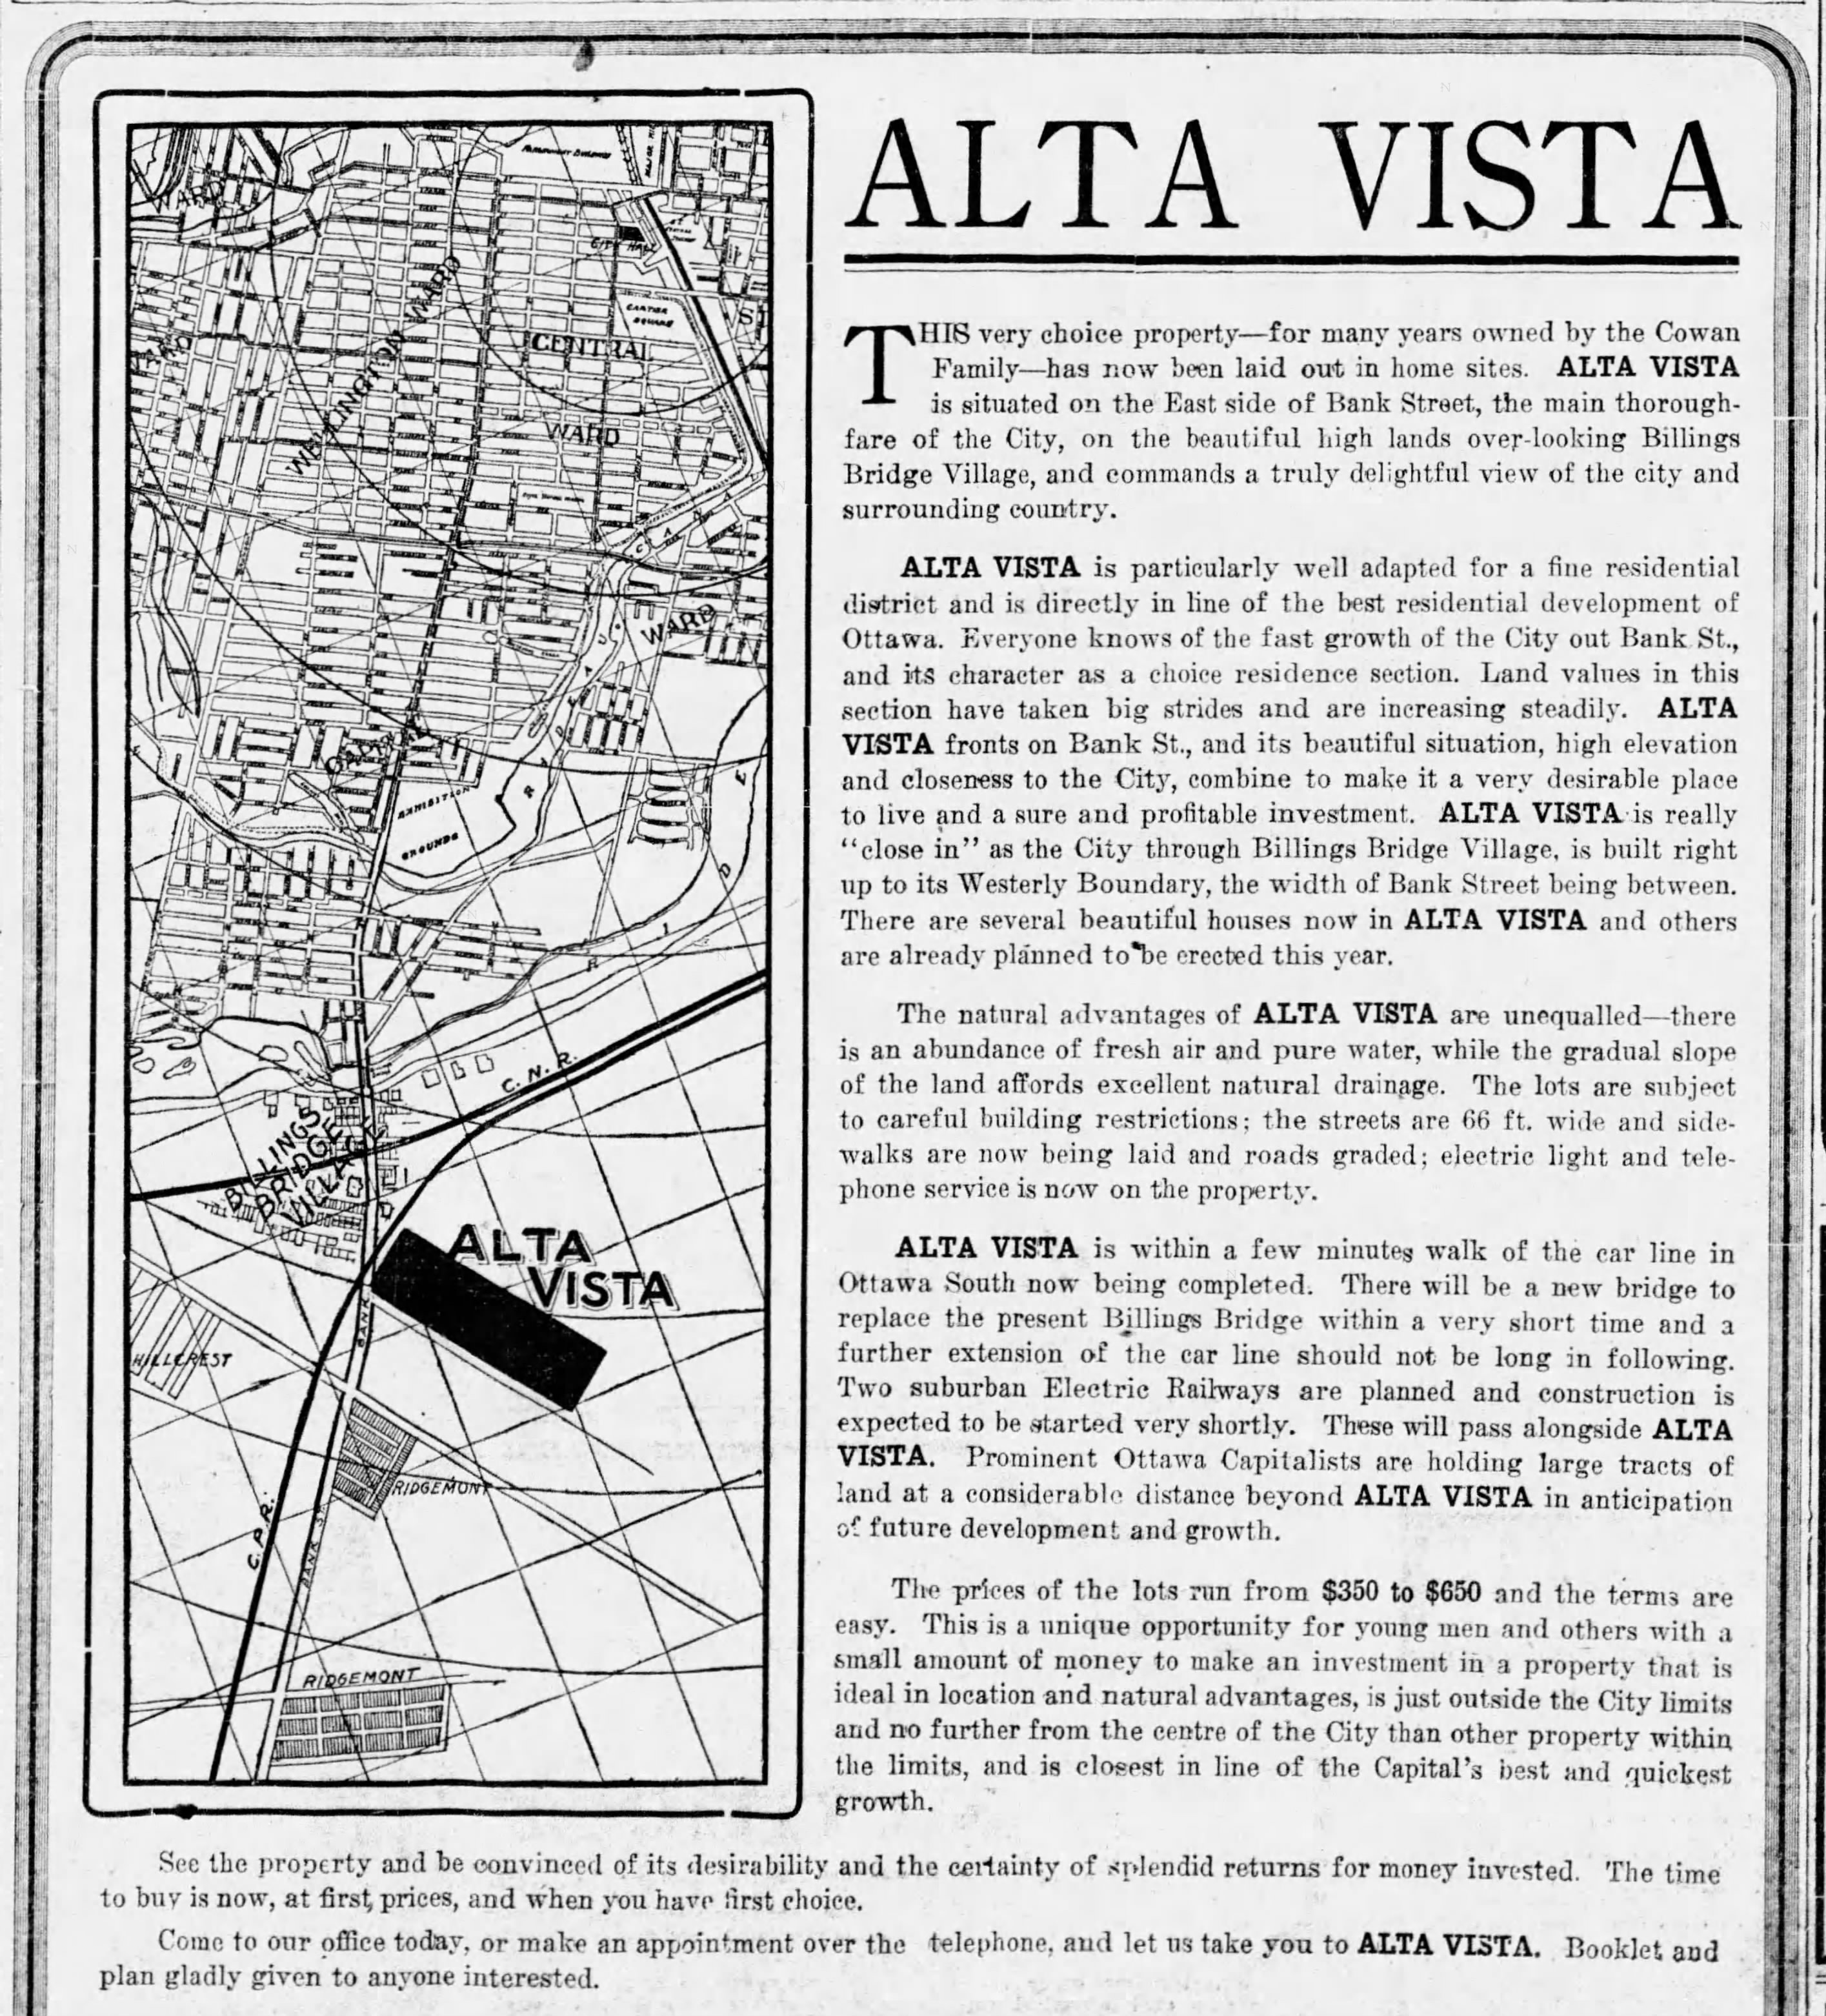 ALTA VISTA
THIS very choice property—for many years owned by the Cowan
Family—has now been laid out in home sites. ALTA VISTA
is situated on the East side of Bank Street, the main thorough-
fare of the City, on the beautiful high lands over-looking Billings
Bridge Village, and commands a truly delightful view of the city and
surrounding country.
ALTA VISTA is particularly well adapted for a fine residential
district and is directly in line of the best residential development of
Ottawa. Everyone knows of the fast growth of the City out Bank St.,
and its character as a choice residence section. Land values in this
section have taken big strides and are increasing steadily. ALTA
VISTA fronts on Bank St., and its beautiful situation, high elevation
and closeness to the City, combine to make it a very desirable place
to live and a sure and profitable investment. ALTA VISTA is really
"close in" as the City through Billings Bridge Village, is built right
up to its Westerly Boundary, the width of Bank Street being between.
There are several beautiful houses now in ALTA VISTA and others
are already planned to be erected this year.
The natural advantages of ALTA VISTA are unequalled—there
is an abundance of fresh air and pure water, while the gradual slope
of the land affords excellent natural drainage. The lots are subject
to careful building restrictions; the streets are 66 ft. wide and side-
walks are now being laid and roads graded; electric light and tele-
phone service is now on the property.
ALTA VISTA is within a few minutes walk of the car line in
Ottawa South now being completed. There will be a new bridge to
replace the present Billings Bridge within a very short time and a
further extension of the car line should not be long in following.
Two suburban Electric Railways are planned and construction is
expected to be started very shortly. These will pass alongside ALTA
VISTA. Prominent Ottawa Capitalists are holding large tracts of
land at a considerable distance beyond ALTA VISTA in anticipation
of future development and growth.
The prices of the lots run from $350 to $650 and the terms are
easy. This is a unique opportunity for young men and others with a
small amount of money to make an investment in a property that is
ideal in location and natural advantages, is just outside the City limits
and no further from the centre of the City than other property within
the limits, and is closest in line of the Capital's best and quickest
growth.
See the property and be convinced of its desirability and the certainty of splendid returns for money invested. The time
to buy is now, at first prices, and when you have first choice.
Come to our office today, or make an appointment over the telephone, and let us take you to ALTA VISTA. Booklet and
plan gladly given to anyone interested.
WARD
CITY HALL
CARTIER
SQUARE
WELLINGTON WARD
CENTRAL
WARD
WARD
CANAL
RIDEAU
EXHIBITION
GROUNDS
C. N. R.
BILLINGS
BRIDGE
VILLAGE
ALTA
VISTA
BANK
HILLCREST
RIDGEMONT
C. P. R.
BANK ST
RIDGEMONT